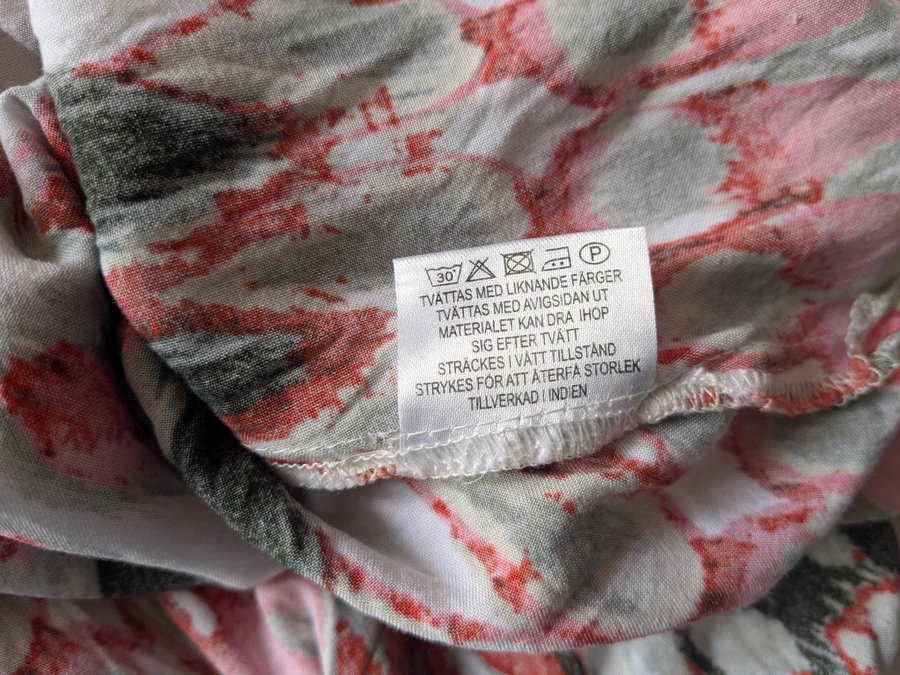 30° P
TVÄTTAS MED LIKNANDE FÄRGER
TVÄTTAS MED AVIGSIDAN UT
MATERIALET KAN DRA IHOP
SIG EFTER TVÄTT
STRÄCKES I VÅTT TILLSTÅND
STRYKES FÖR ATT ÅTERFÅ STORLEK
TILLVERKAD I INDIEN